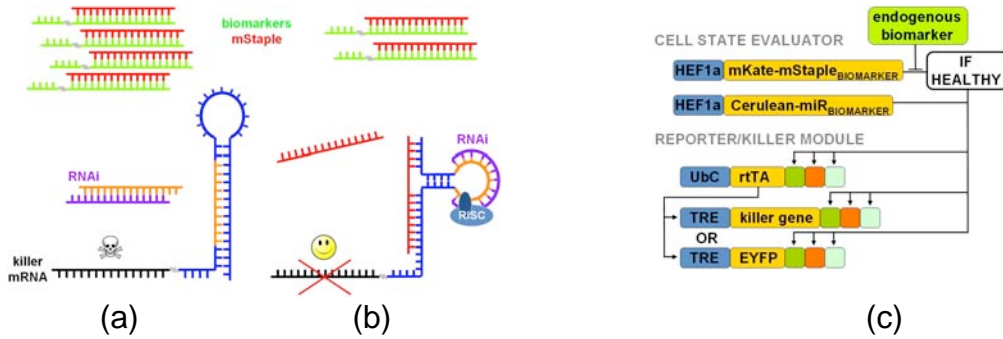 biomarkers
mStaple
RNAi
killer
mRNA
(a)
RNAi
RISC
(b)
endogenous
biomarker
CELL STATE EVALUATOR
HEF1a mKate-mStapleBIOMARKER
IF
HEALTHY
HEF1a Cerulean-miRBIOMARKER
REPORTER/KILLER MODULE
UbC rtTA
TRE killer gene
OR
TRE EYFP
(c)